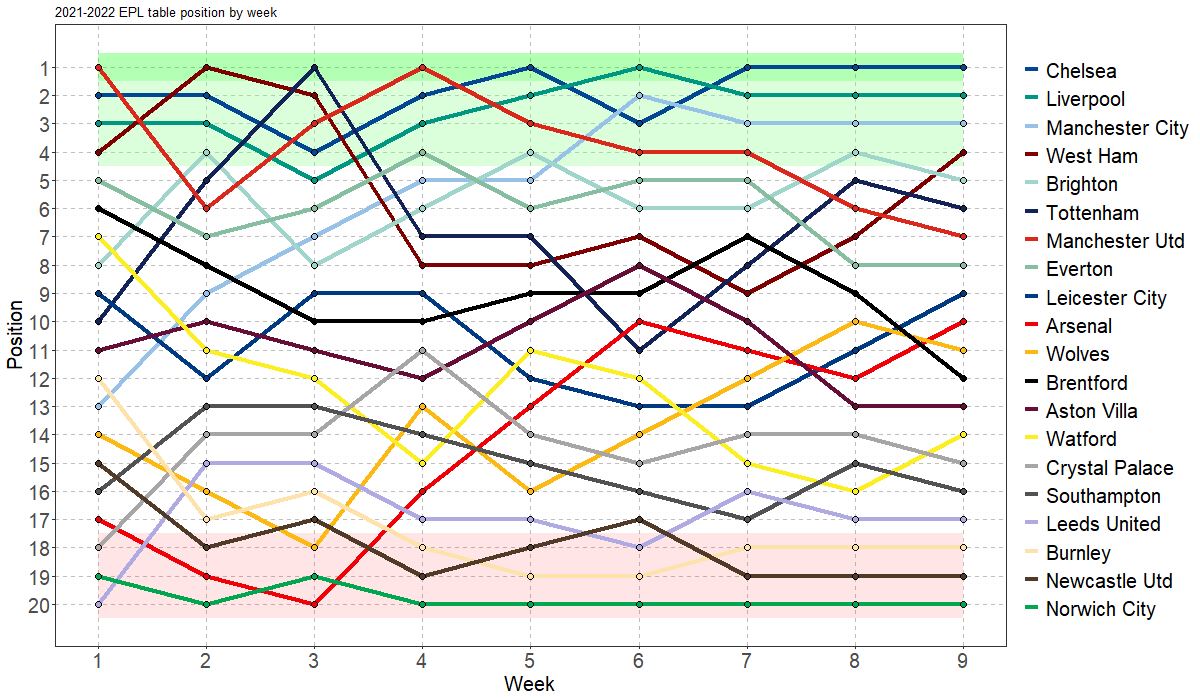 2021-2022 EPL table position by week
Position
1
2
3
4
5
6
7
8
9
10
11
12
13
14
15
16
17
18
19
20
1 2 3 4 5 6 7 8 9
Week
Chelsea
Liverpool
Manchester City
West Ham
Brighton
Tottenham
Manchester Utd
Everton
Leicester City
Arsenal
Wolves
Brentford
Aston Villa
Watford
Crystal Palace
Southampton
Leeds United
Burnley
Newcastle Utd
Norwich City